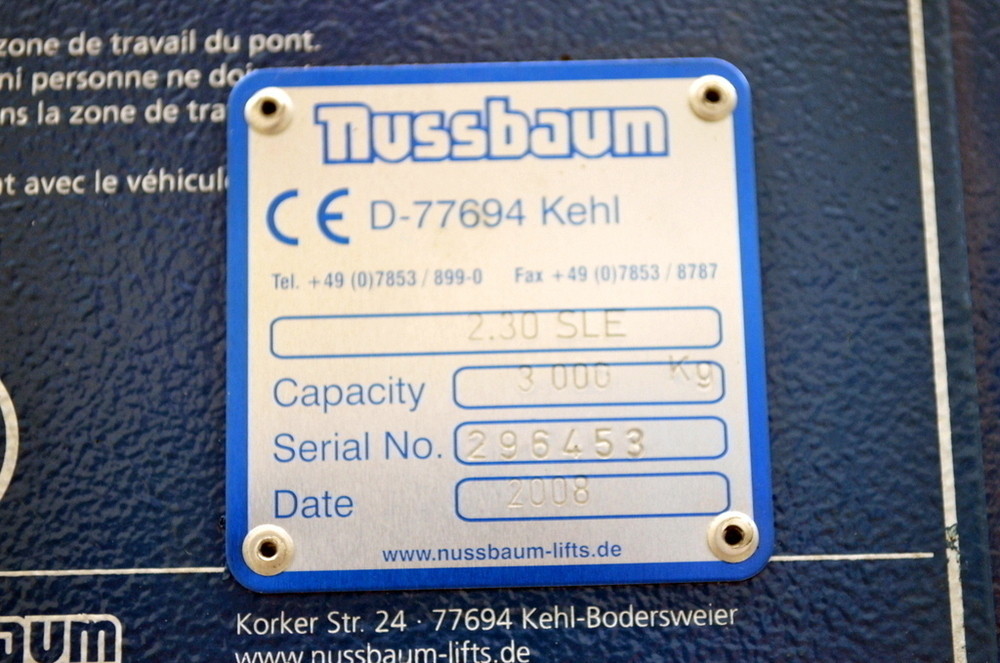 zone de travail du pont.
ni personne ne doi
ns la zone de tra
t avec le véhicul
Nussbaum
CE D-77694 Kehl
Tel. +49 (0)7853 / 899-0 Fax +49 (0)7853 / 8787
2.30 SLE
Capacity 3 000 Kg
Serial No. 296453
Date 2008
www.nussbaum-lifts.de
Korker Str. 24 · 77694 Kehl-Bodersweier
baum www.nussbaum-lifts.de